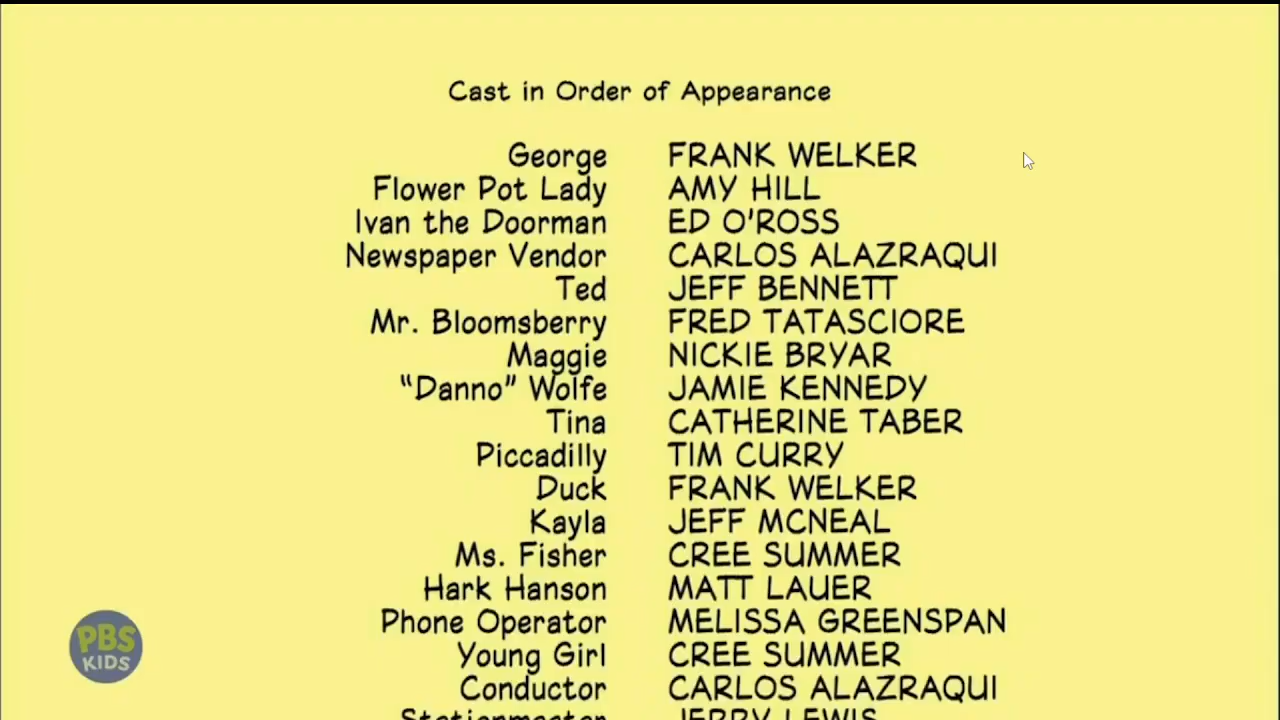 Cast in Order of Appearance
George FRANK WELKER
Flower Pot Lady AMY HILL
Ivan the Doorman ED O'ROSS
Newspaper Vendor CARLOS ALAZRAQUI
Ted JEFF BENNETT
Mr. Bloomsberry FRED TATASCIORE
Maggie NICKIE BRYAR
“Danno” Wolfe JAMIE KENNEDY
Tina CATHERINE TABER
Piccadilly TIM CURRY
Duck FRANK WELKER
Kayla JEFF MCNEAL
Ms. Fisher CREE SUMMER
Hark Hanson MATT LAUER
Phone Operator MELISSA GREENSPAN
Young Girl CREE SUMMER
Conductor CARLOS ALAZRAQUI
Stationmaster JERRY LEWIS
PBS
KIDS